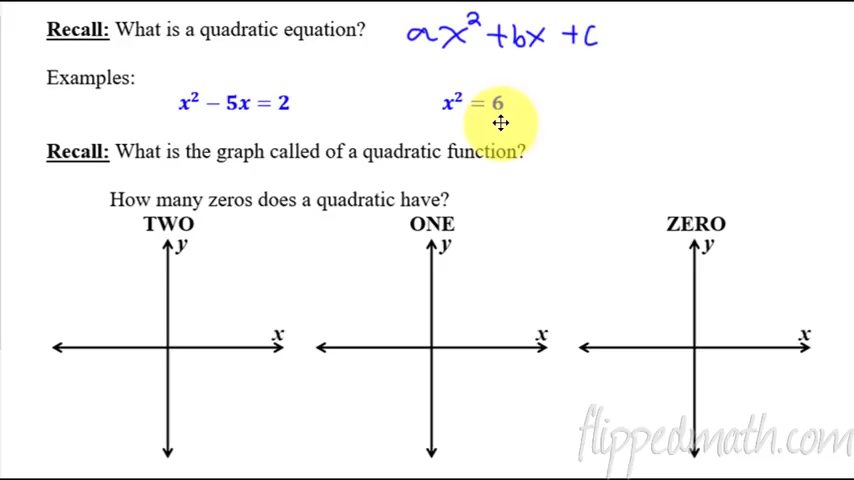 Recall: What is a quadratic equation? ax² + bx + c
Examples:
x² − 5x = 2 x² = 6
Recall: What is the graph called of a quadratic function?
How many zeros does a quadratic have?
TWO ONE ZERO
y y y
x x x
flippedmath.com